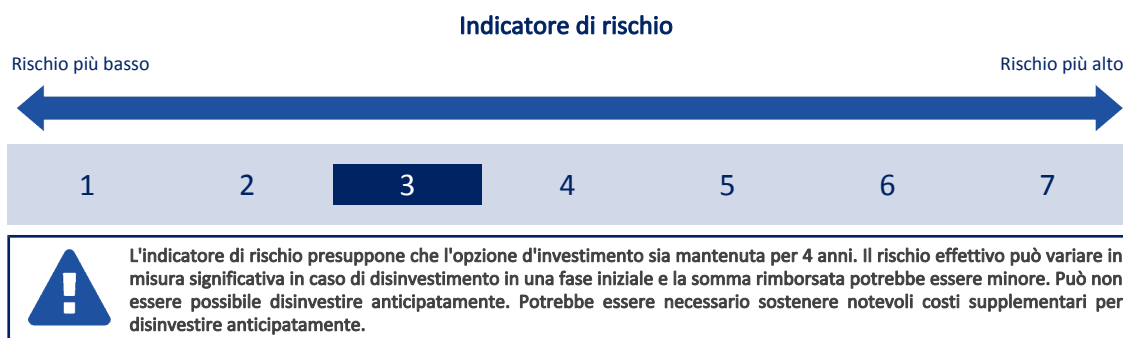 Indicatore di rischio
Rischio più basso
Rischio più alto
1 2 3 4 5 6 7
L'indicatore di rischio presuppone che l'opzione d'investimento sia mantenuta per 4 anni. Il rischio effettivo può variare in
misura significativa in caso di disinvestimento in una fase iniziale e la somma rimborsata potrebbe essere minore. Può non
essere possibile disinvestire anticipatamente. Potrebbe essere necessario sostenere notevoli costi supplementari per
disinvestire anticipatamente.